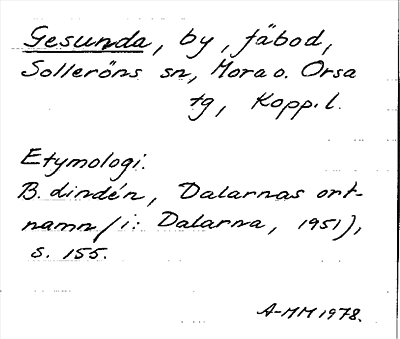 Gesunda, by, fäbod,
Solleröns sn, Mora o. Orsa
tg, Kopp. l.
Etymologi.
B. Lindén, Dalarnas ort-
namn (i: Dalarna, 1951),
s. 155.
A-MM 1978.